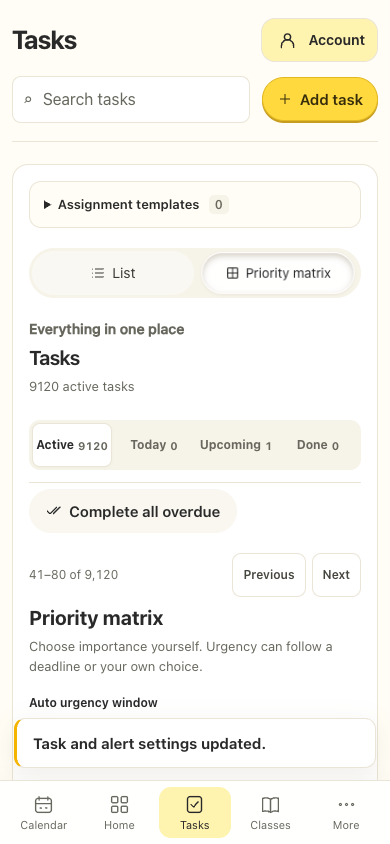 Tasks
Account
Search tasks
Add task
Assignment templates 0
List
Priority matrix
Everything in one place
Tasks
9120 active tasks
Active 9120
Today 0
Upcoming 1
Done 0
Complete all overdue
41–80 of 9,120
Previous
Next
Priority matrix
Choose importance yourself. Urgency can follow a
deadline or your own choice.
Auto urgency window
Task and alert settings updated.
Calendar
Home
Tasks
Classes
More